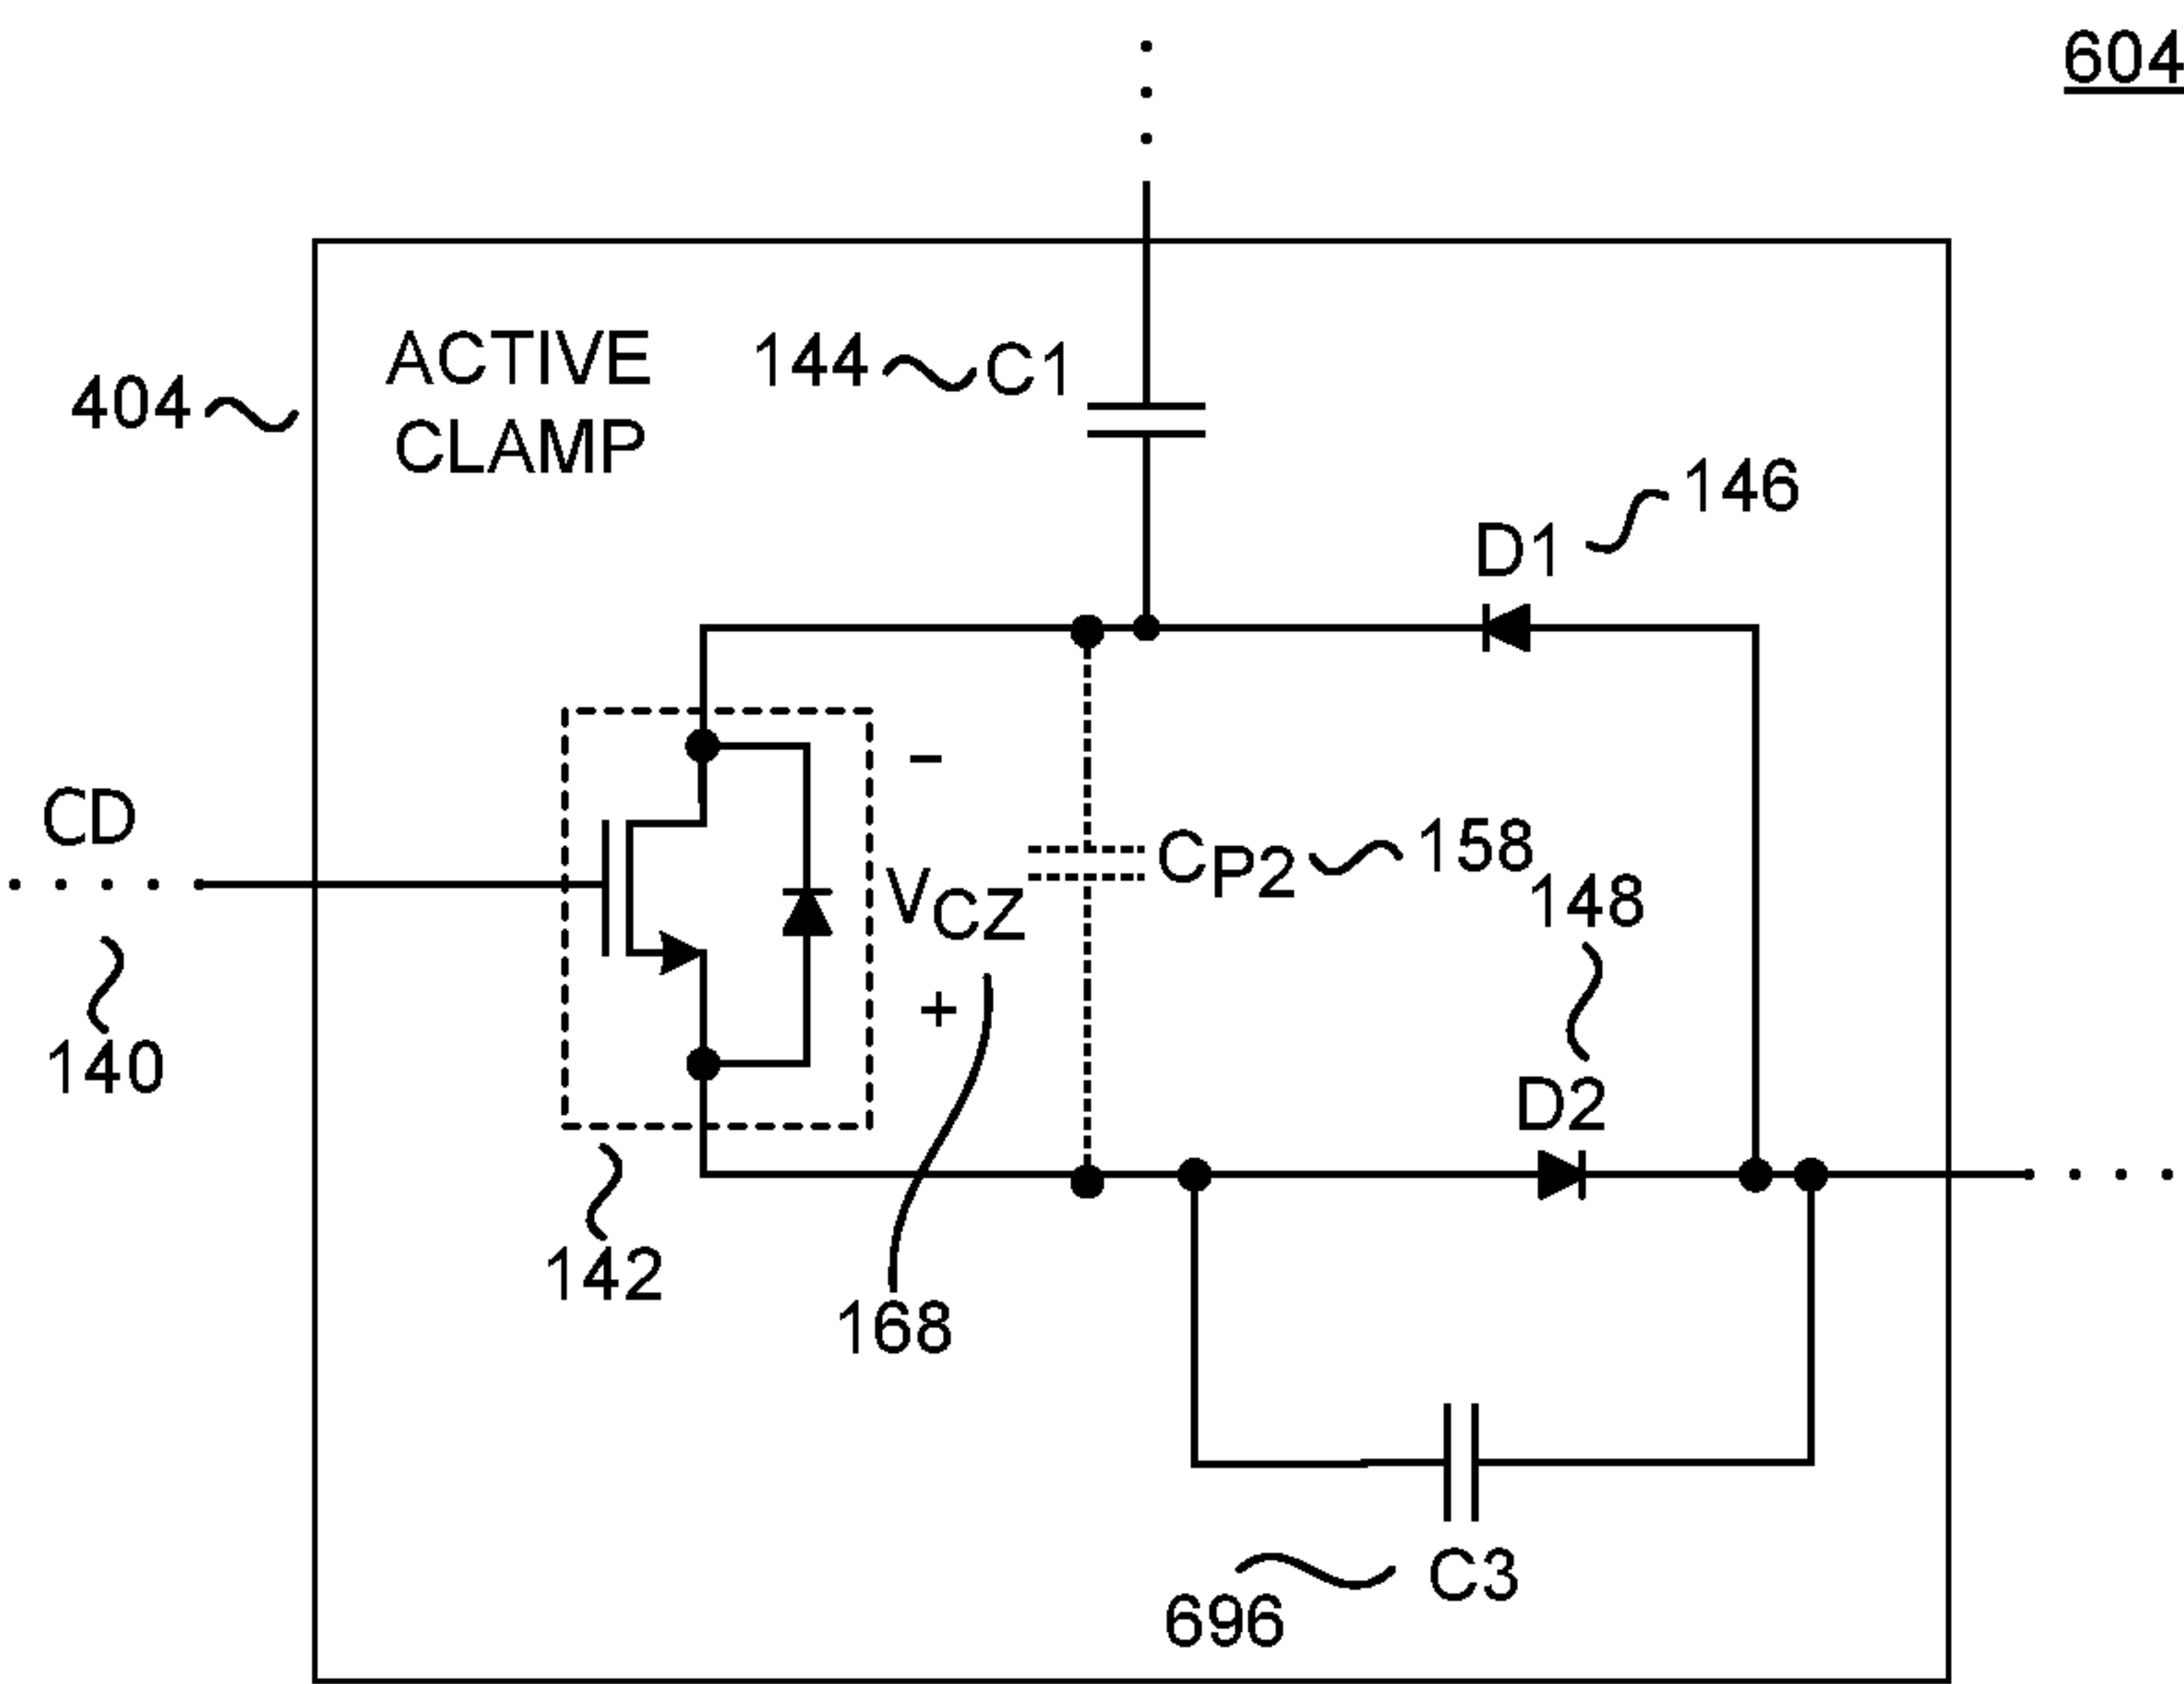 604
ACTIVE
CLAMP
144 C1
404
146
D1
CD
CP2 158
VCZ
148
-
+
140
D2
142
168
C3
696